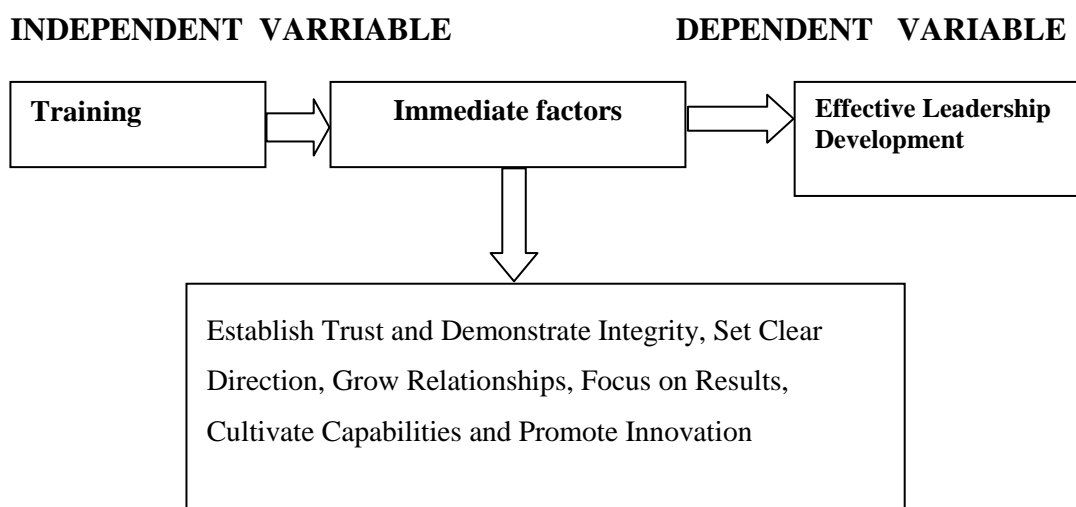 INDEPENDENT VARRIABLE
DEPENDENT VARIABLE
Training
Immediate factors
Effective Leadership
Development
Establish Trust and Demonstrate Integrity, Set Clear
Direction, Grow Relationships, Focus on Results,
Cultivate Capabilities and Promote Innovation